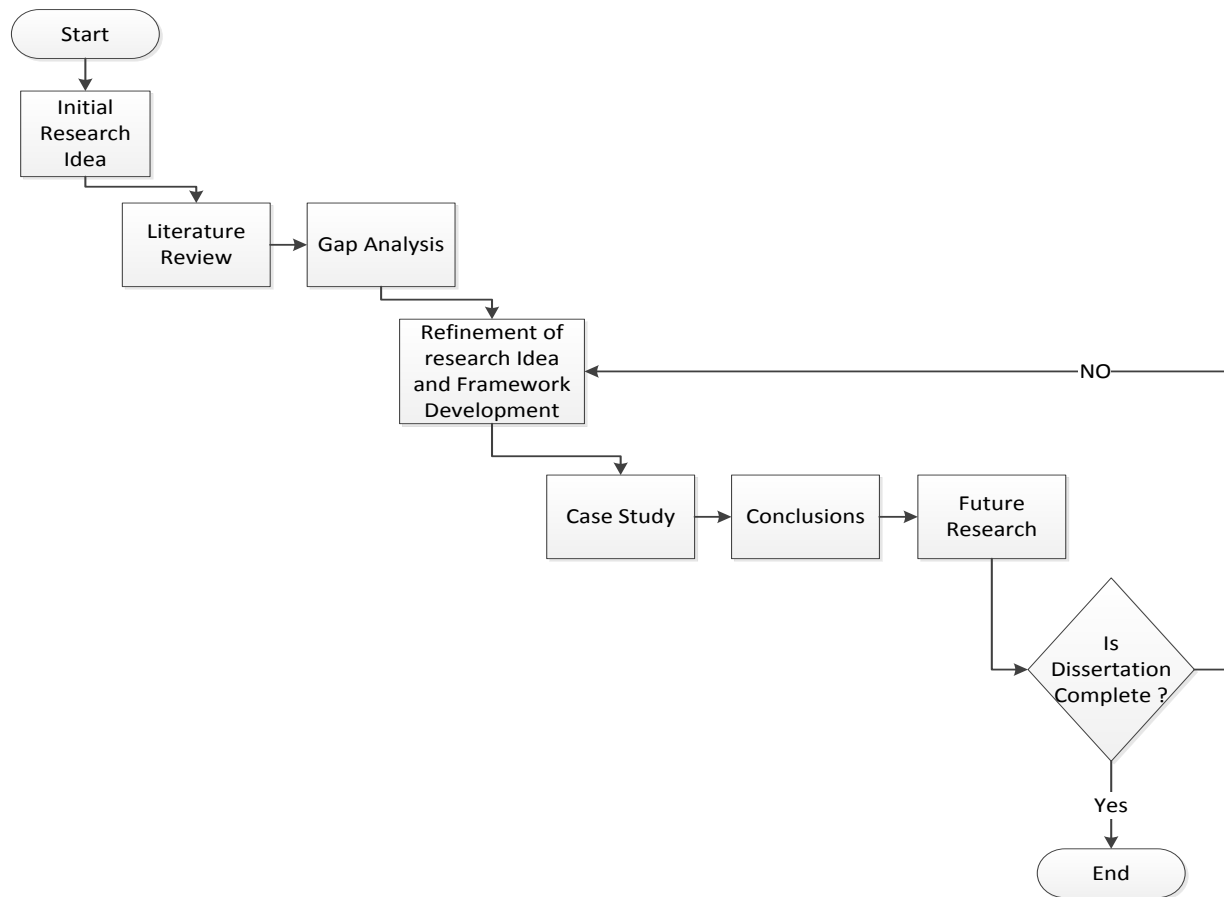 Start
Initial
Research
Idea
Literature
Review
Gap Analysis
Refinement of
research Idea
and Framework
Development
NO
Case Study
Conclusions
Future
Research
Is
Dissertation
Complete ?
Yes
End